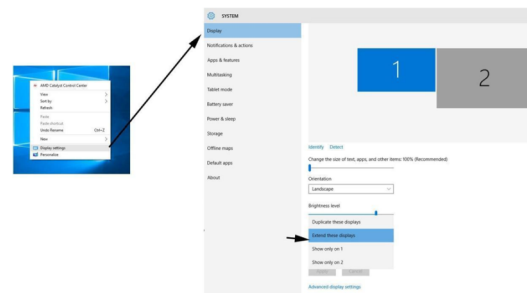 AMD Catalyst Control Center
View
Sort by
Refresh
Paste
Paste shortcut
Undo Rename Ctrl+Z
New
Display settings
Personalize
SYSTEM
Display
Notifications & actions
Apps & features
Multitasking
Tablet mode
Battery saver
Power & sleep
Storage
Offline maps
Default apps
About
1
2
Identify Detect
Change the size of text, apps, and other items: 100% (Recommended)
Orientation
Landscape
Brightness level
Duplicate these displays
Extend these displays
Show only on 1
Show only on 2
Apply Cancel
Advanced display settings